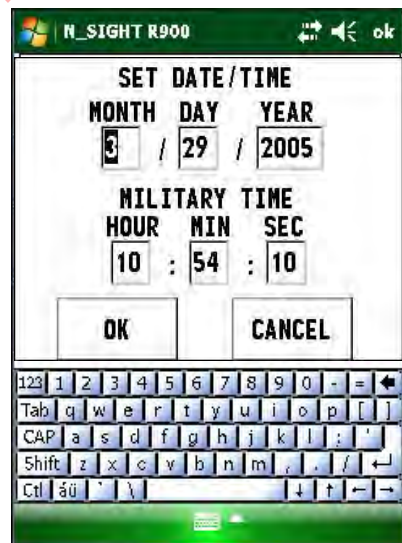 N_SIGHT R900 ok
SET DATE/TIME
MONTH DAY YEAR
3 / 29 / 2005
MILITARY TIME
HOUR MIN SEC
10 : 54 : 10
OK CANCEL
123 1 2 3 4 5 6 7 8 9 0 - =
Tab q w e r t y u i o p [ ]
CAP a s d f g h j k l ; '
Shift z x c v b n m , . /
Ctl áü ` \